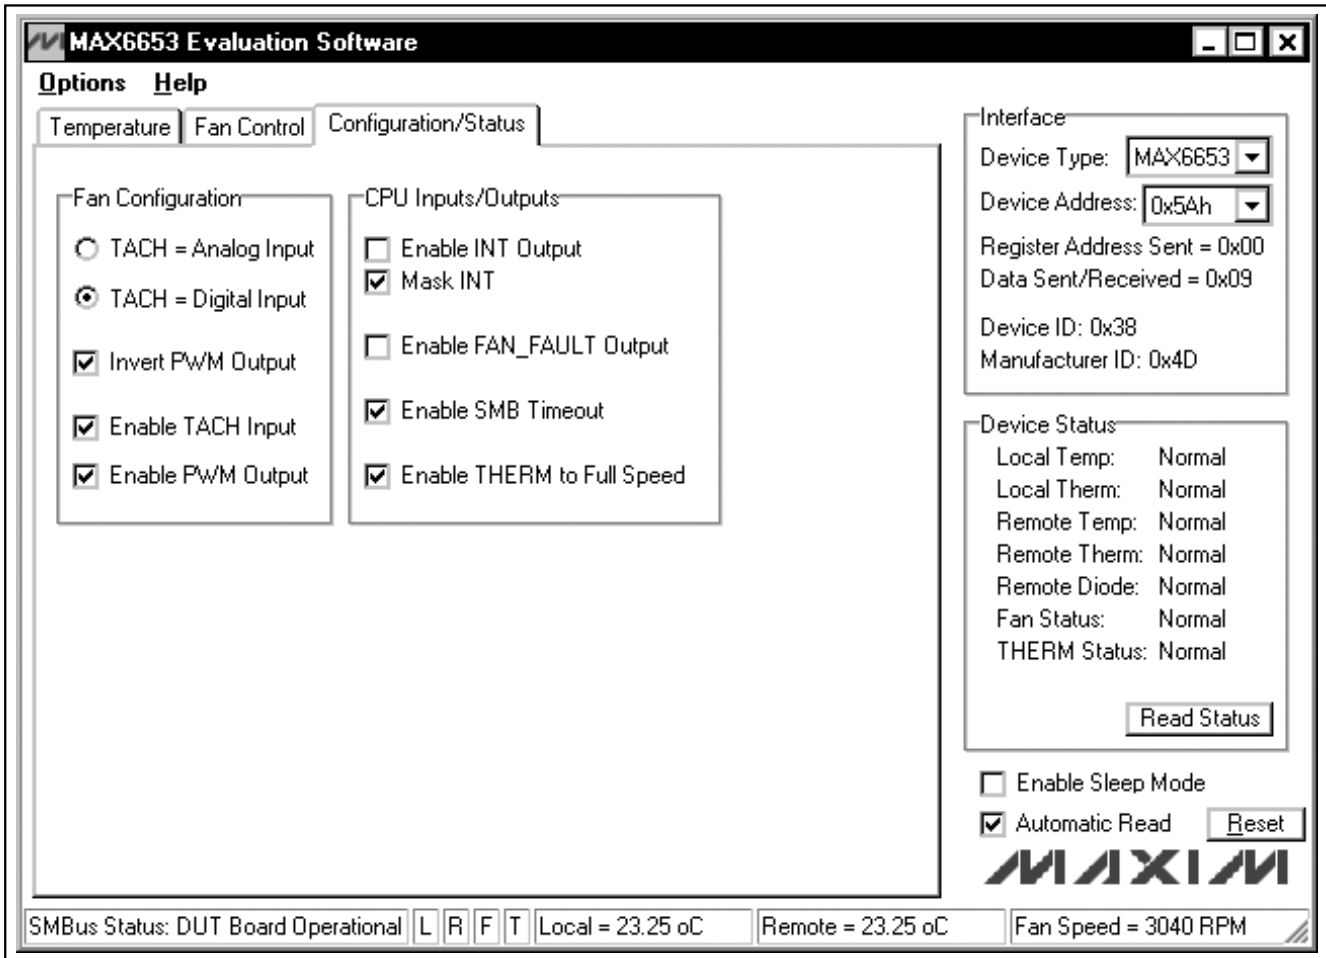 MAX6653 Evaluation Software
Options Help
Temperature Fan Control Configuration/Status
Fan Configuration
TACH = Analog Input
TACH = Digital Input
Invert PWM Output
Enable TACH Input
Enable PWM Output
CPU Inputs/Outputs
Enable INT Output
Mask INT
Enable FAN_FAULT Output
Enable SMB Timeout
Enable THERM to Full Speed
Interface
Device Type: MAX6653
Device Address: 0x5Ah
Register Address Sent = 0x00
Data Sent/Received = 0x09
Device ID: 0x38
Manufacturer ID: 0x4D
Device Status
Local Temp: Normal
Local Therm: Normal
Remote Temp: Normal
Remote Therm: Normal
Remote Diode: Normal
Fan Status: Normal
THERM Status: Normal
Read Status
Enable Sleep Mode
Automatic Read Reset
MAXIM
SMBus Status: DUT Board Operational L R F T Local = 23.25 oC Remote = 23.25 oC Fan Speed = 3040 RPM